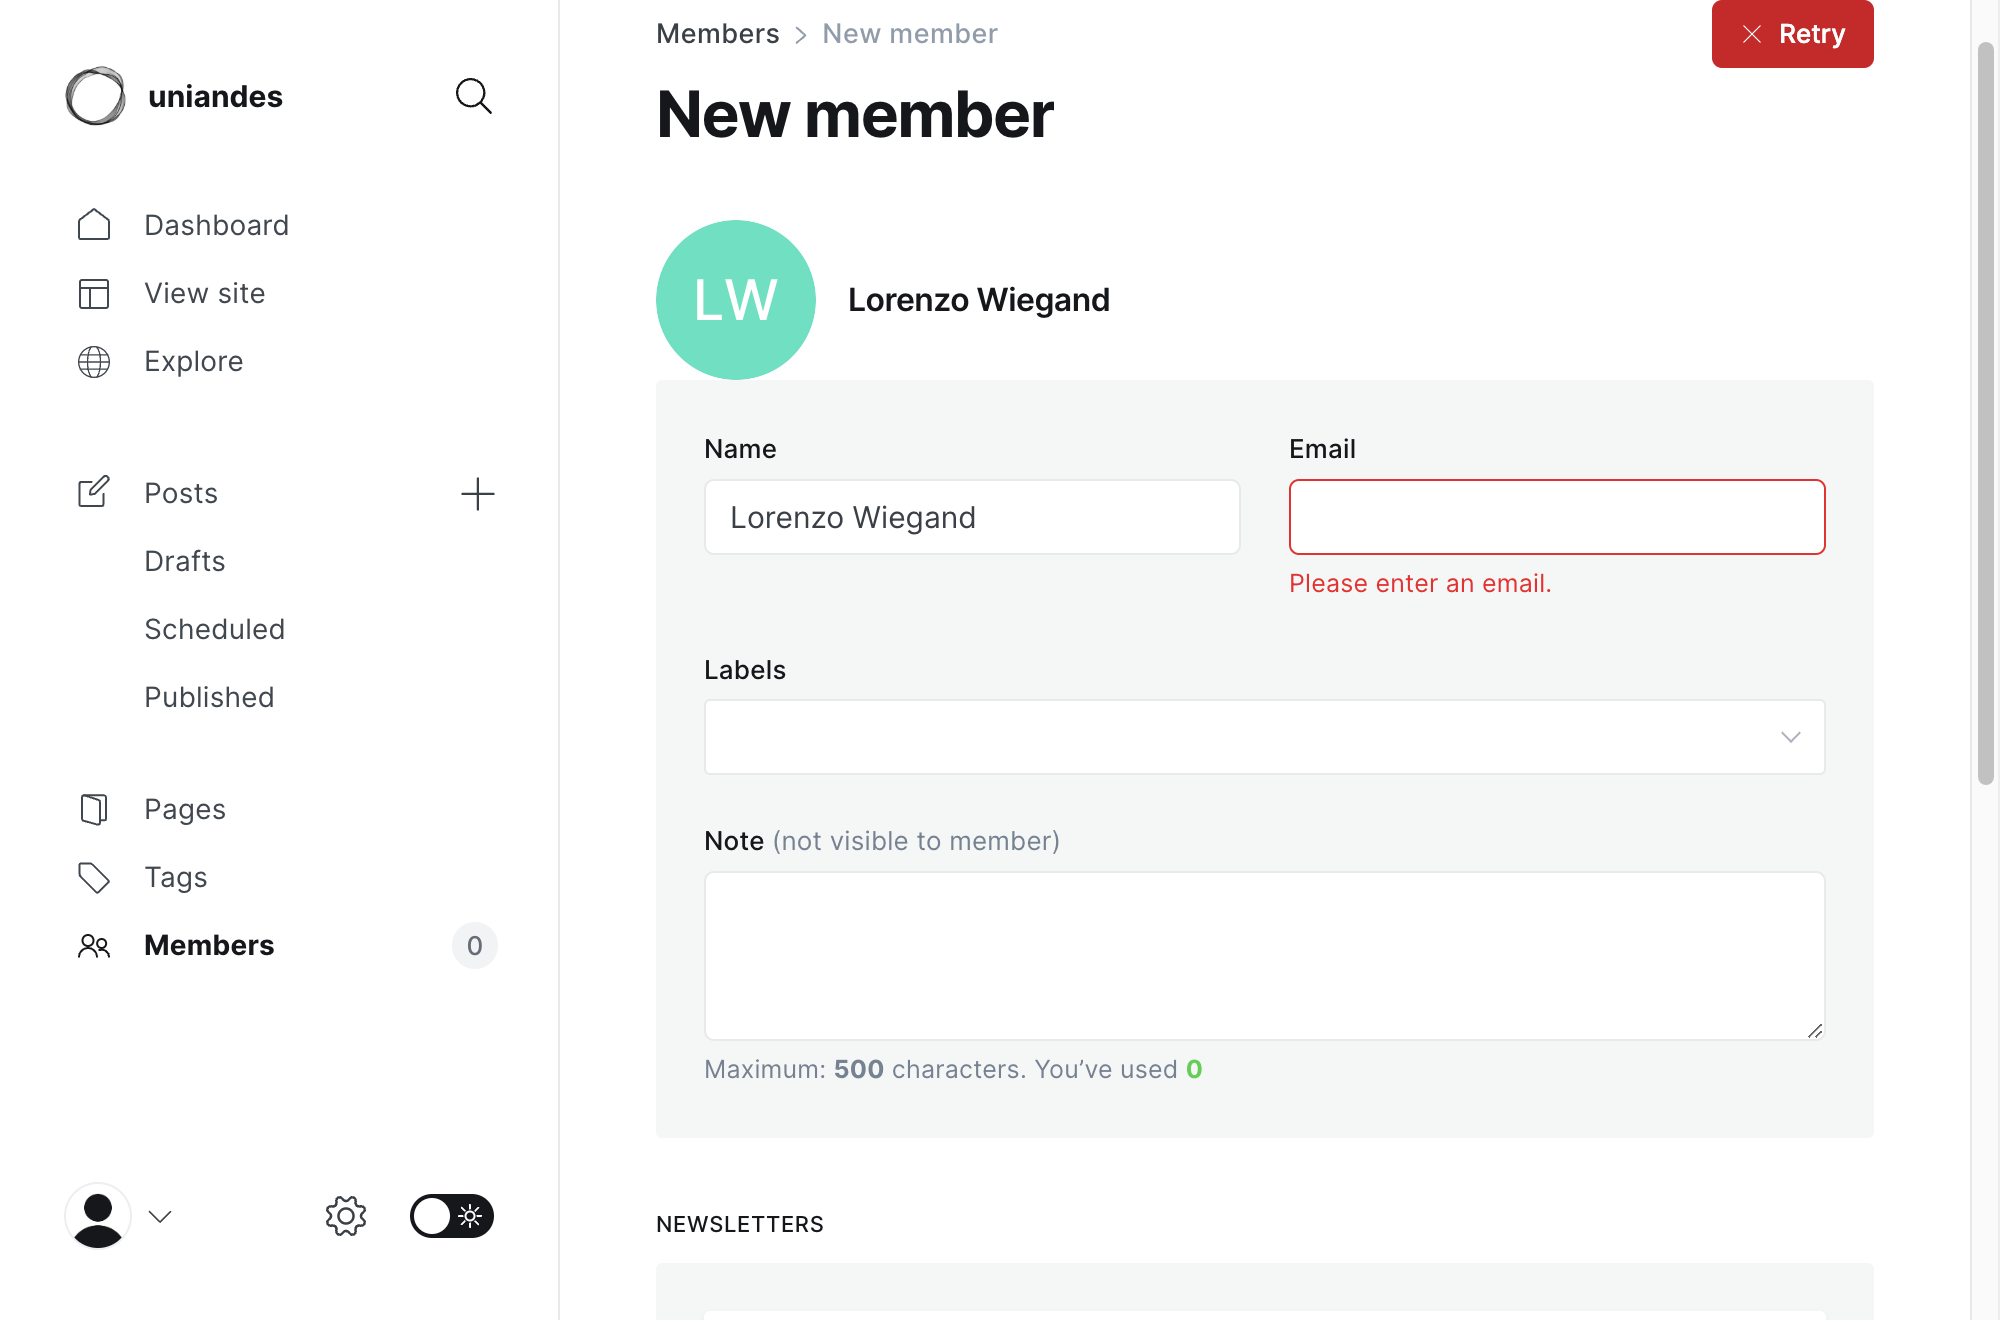 uniandes
Dashboard
View site
Explore
Posts
Drafts
Scheduled
Published
Pages
Tags
Members 0
Members > New member
Retry
New member
LW
Lorenzo Wiegand
Name
Lorenzo Wiegand
Email
Please enter an email.
Labels
Note (not visible to member)
Maximum: 500 characters. You’ve used 0
NEWSLETTERS